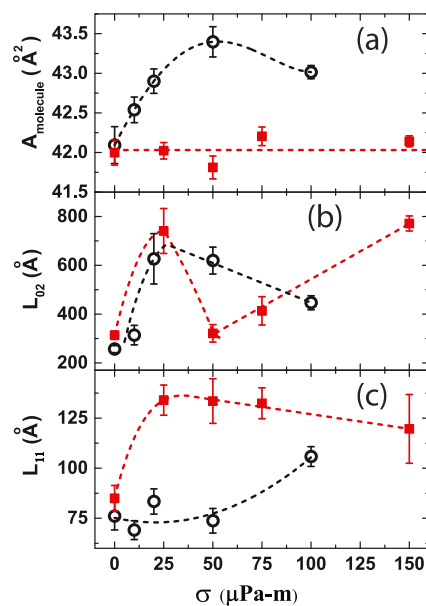 43.5
43.0
42.5
42.0
41.5
A molecule ( Å²)
(a)
800
600
400
200
L02 (Å)
(b)
125
100
75
L11 (Å)
(c)
0 25 50 75 100 125 150
σ (μPa-m)